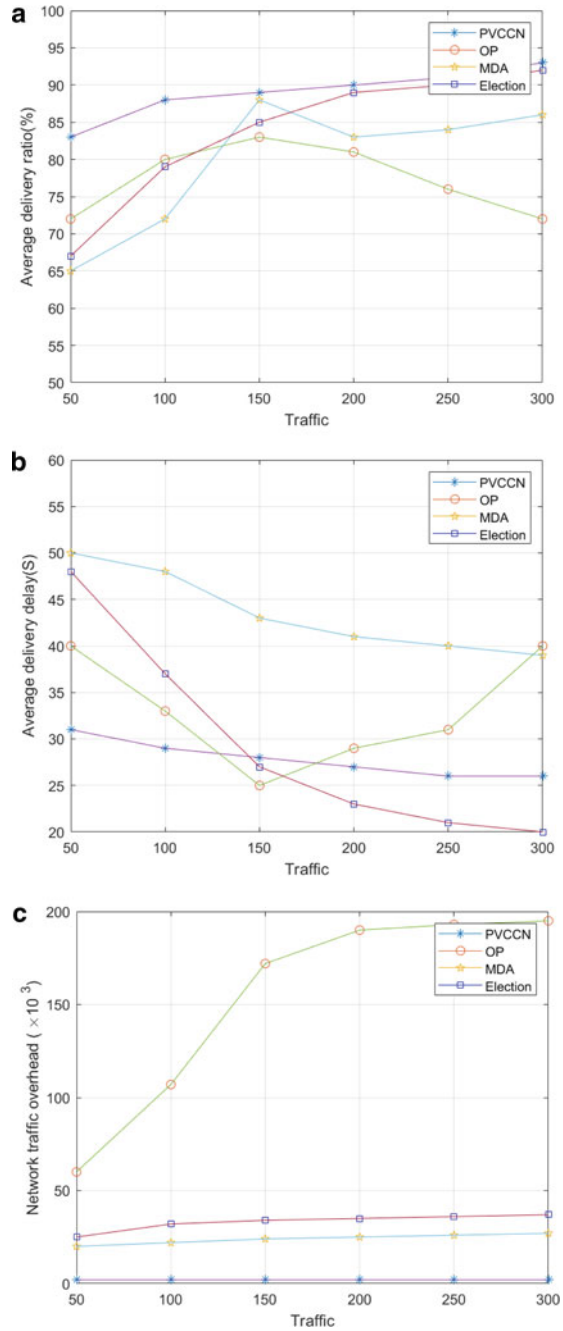 a
100
95
90
85
80
75
70
65
60
55
50
Average delivery ratio(%)
PVCCN
OP
MDA
Election
50 100 150 200 250 300
Traffic
b
60
55
50
45
40
35
30
25
20
Average delivery delay(S)
PVCCN
OP
MDA
Election
50 100 150 200 250 300
Traffic
c
200
150
100
50
0
Network traffic overhead ( ×10³)
PVCCN
OP
MDA
Election
50 100 150 200 250 300
Traffic